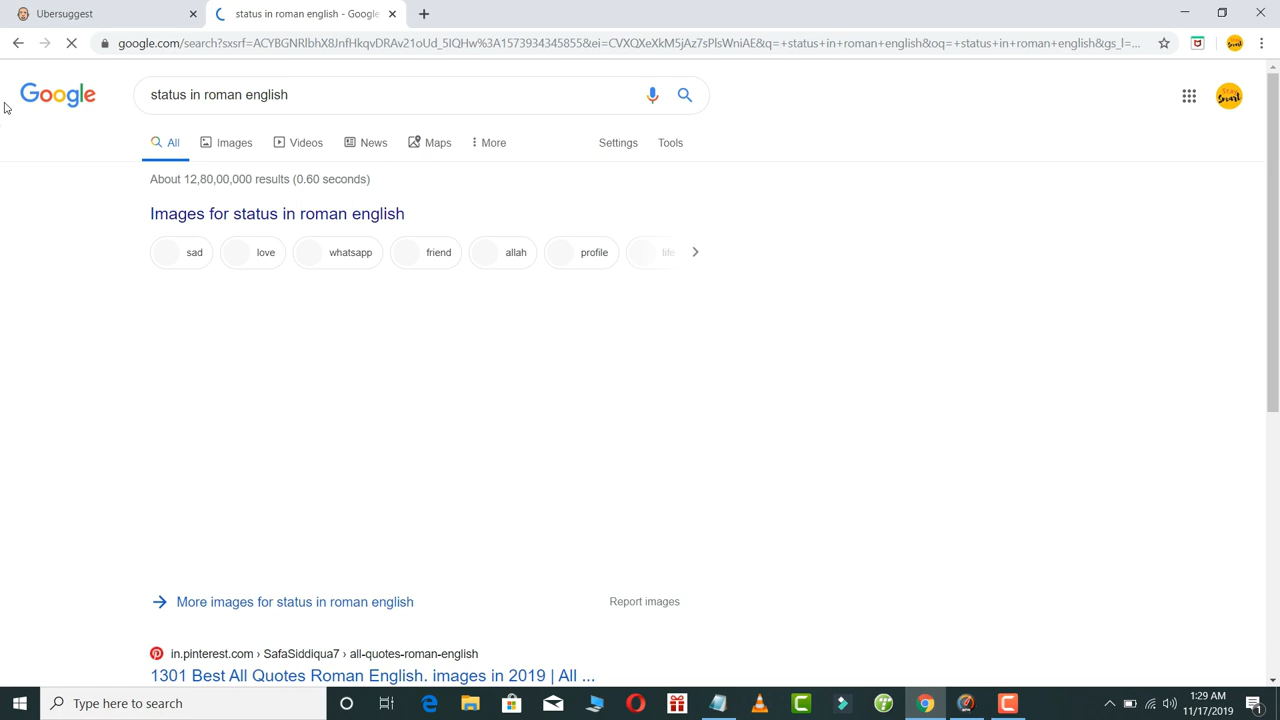 Ubersuggest
status in roman english - Google
google.com/search?sxsrf=ACYBGNRlbhX8JnfHkqvDRAv21oUd_5IQHw%3A1573934345855&ei=CVXQXeXkM5jAz7sPlsWniAE&q=+status+in+roman+english&oq=+status+in+roman+english&gs_l=...
Google
status in roman english
All Images Videos News Maps More Settings Tools
About 12,80,00,000 results (0.60 seconds)
Images for status in roman english
sad love whatsapp friend allah profile life
More images for status in roman english Report images
in.pinterest.com › SafaSiddiqua7 › all-quotes-roman-english
1301 Best All Quotes Roman English. images in 2019 | All ...
Type here to search
1:29 AM
11/17/2019